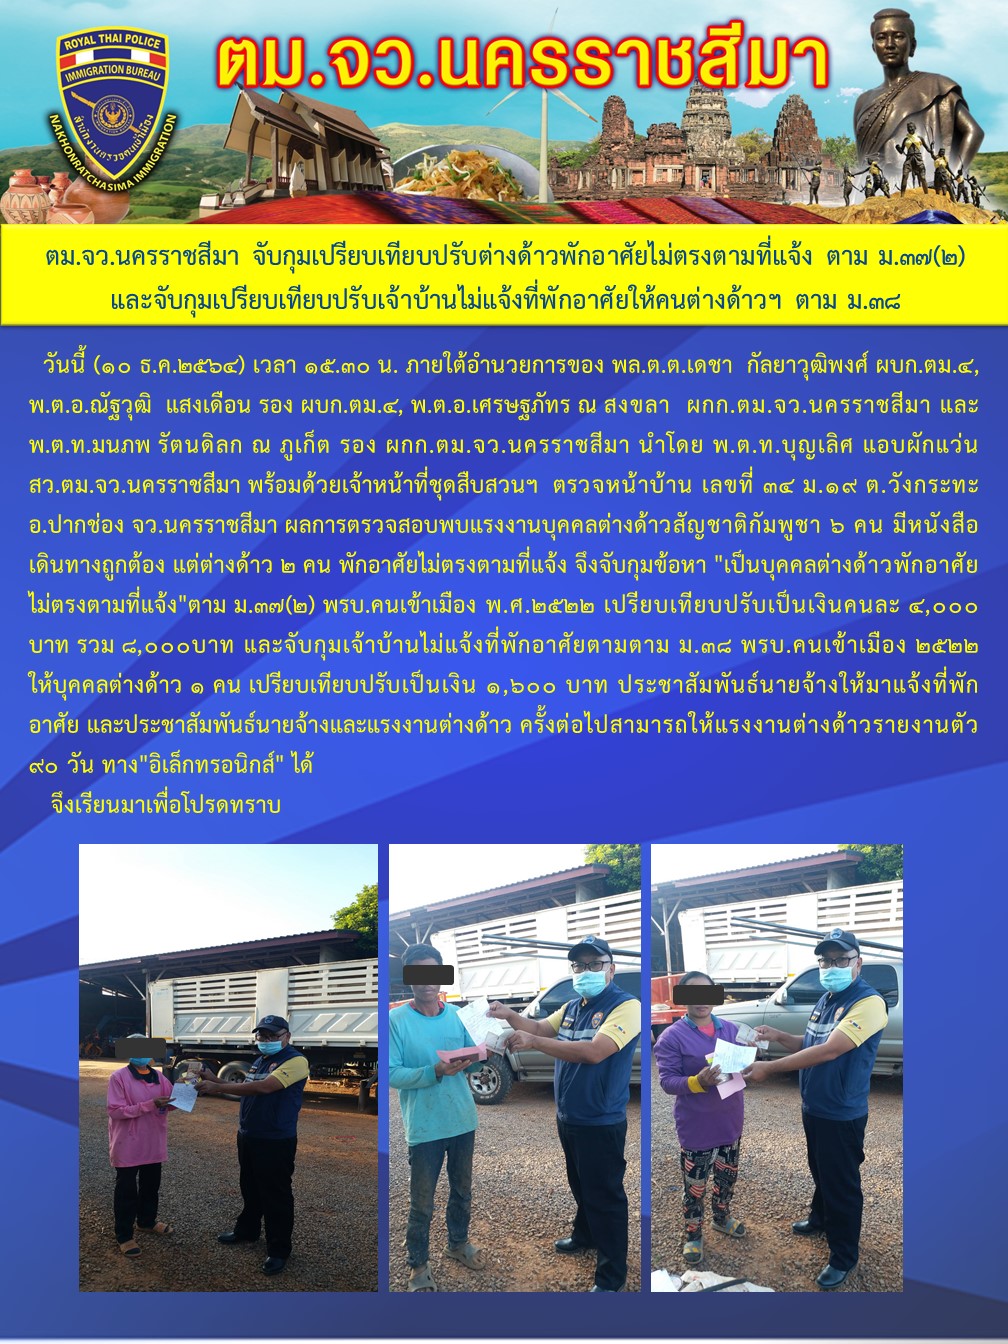 ROYAL THAI POLICE
IMMIGRATION BUREAU
สำนักงานตรวจคนเข้าเมือง
NAKHONRATCHASIMA IMMIGRATION
ตม.จว.นครราชสีมา
ตม.จว.นครราชสีมา จับกุมเปรียบเทียบปรับต่างด้าวพักอาศัยไม่ตรงตามที่แจ้ง ตาม ม.๓๗(๒)
และจับกุมเปรียบเทียบปรับเจ้าบ้านไม่แจ้งที่พักอาศัยให้คนต่างด้าวฯ ตาม ม.๓๘
วันนี้ (๑๐ ธ.ค.๒๕๖๔) เวลา ๑๕.๓๐ น. ภายใต้อำนวยการของ พล.ต.ต.เดชา กัลยาวุฒิพงศ์ ผบก.ตม.๔,
พ.ต.อ.ณัฐวุฒิ แสงเดือน รอง ผบก.ตม.๔, พ.ต.อ.เศรษฐภัทร ณ สงขลา ผกก.ตม.จว.นครราชสีมา และ
พ.ต.ท.มนภพ รัตนดิลก ณ ภูเก็ต รอง ผกก.ตม.จว.นครราชสีมา นำโดย พ.ต.ท.บุญเลิศ แอบผักแว่น
สว.ตม.จว.นครราชสีมา พร้อมด้วยเจ้าหน้าที่ชุดสืบสวนฯ ตรวจหน้าบ้าน เลขที่ ๓๔ ม.๑๙ ต.วังกระทะ
อ.ปากช่อง จว.นครราชสีมา ผลการตรวจสอบพบแรงงานบุคคลต่างด้าวสัญชาติกัมพูชา ๖ คน มีหนังสือ
เดินทางถูกต้อง แต่ต่างด้าว ๒ คน พักอาศัยไม่ตรงตามที่แจ้ง จึงจับกุมข้อหา "เป็นบุคคลต่างด้าวพักอาศัย
ไม่ตรงตามที่แจ้ง"ตาม ม.๓๗(๒) พรบ.คนเข้าเมือง พ.ศ.๒๕๒๒ เปรียบเทียบปรับเป็นเงินคนละ ๔,๐๐๐
บาท รวม ๘,๐๐๐บาท และจับกุมเจ้าบ้านไม่แจ้งที่พักอาศัยตามตาม ม.๓๘ พรบ.คนเข้าเมือง ๒๕๒๒
ให้บุคคลต่างด้าว ๑ คน เปรียบเทียบปรับเป็นเงิน ๑,๖๐๐ บาท ประชาสัมพันธ์นายจ้างให้มาแจ้งที่พัก
อาศัย และประชาสัมพันธ์นายจ้างและแรงงานต่างด้าว ครั้งต่อไปสามารถให้แรงงานต่างด้าวรายงานตัว
๙๐ วัน ทาง"อิเล็กทรอนิกส์" ได้
จึงเรียนมาเพื่อโปรดทราบ